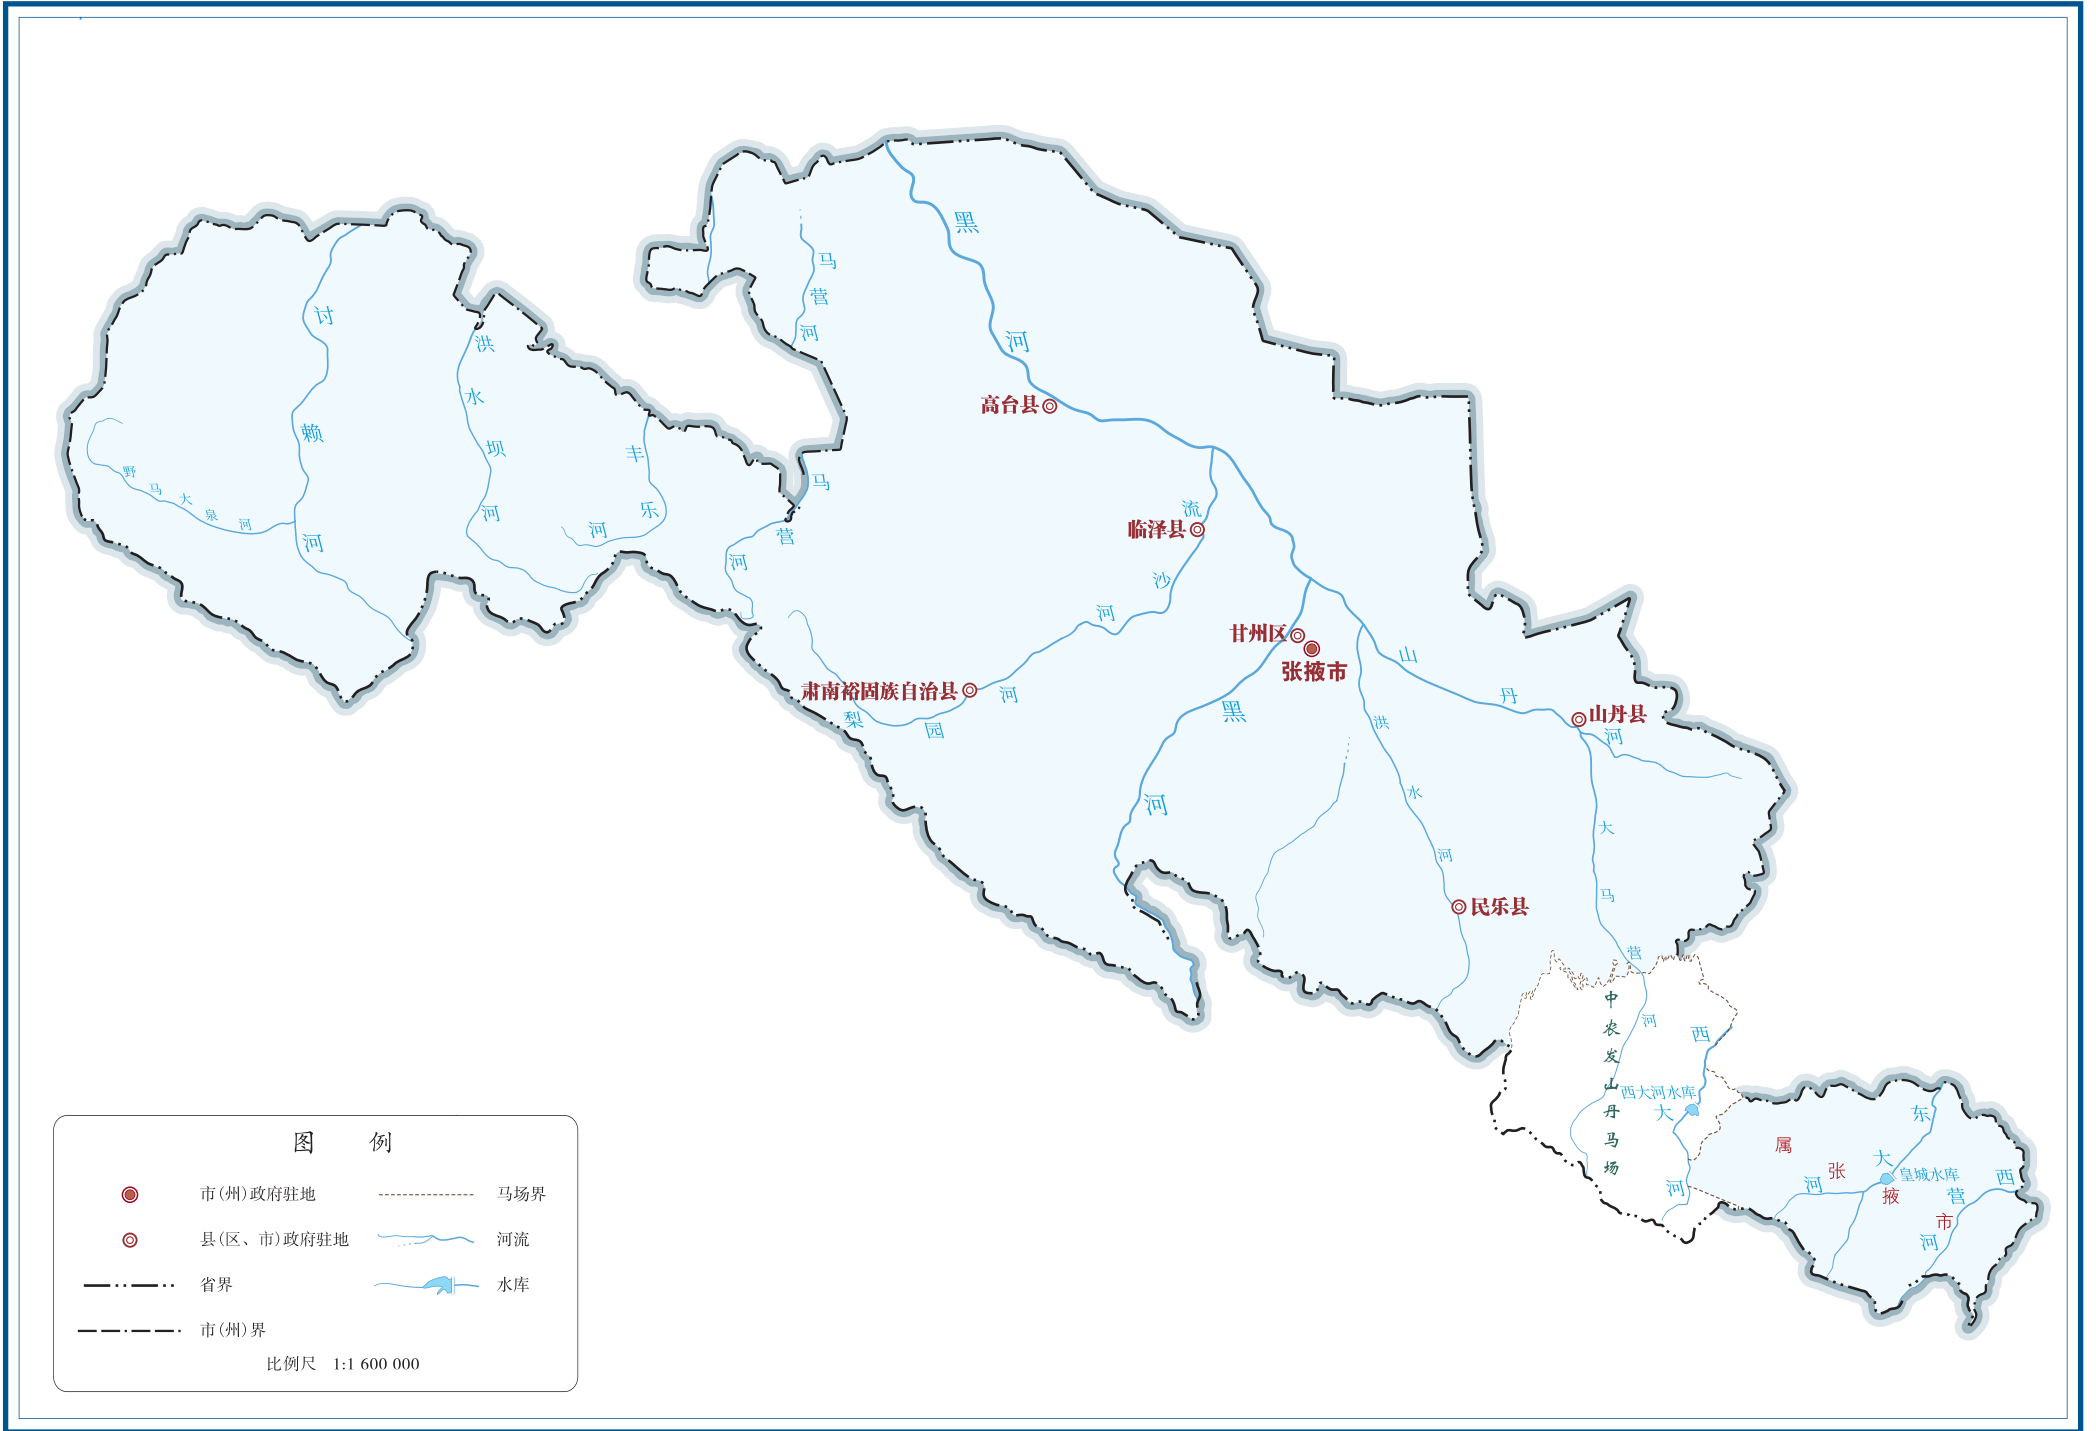 黑河
马营河
讨赖河
洪水坝河
丰乐河
野马大泉河
高台县
马营河
流沙河
临泽县
甘州区
张掖市
肃南裕固族自治县
梨园河
黑河
山丹河
山丹县
洪水河
民乐县
大马营河
中农发山丹马场
西大河
西大河水库
东大河
皇城水库
西营河
属张掖市
图 例
市(州)政府驻地
马场界
县(区、市)政府驻地
河流
省界
水库
市(州)界
比例尺 1:1 600 000